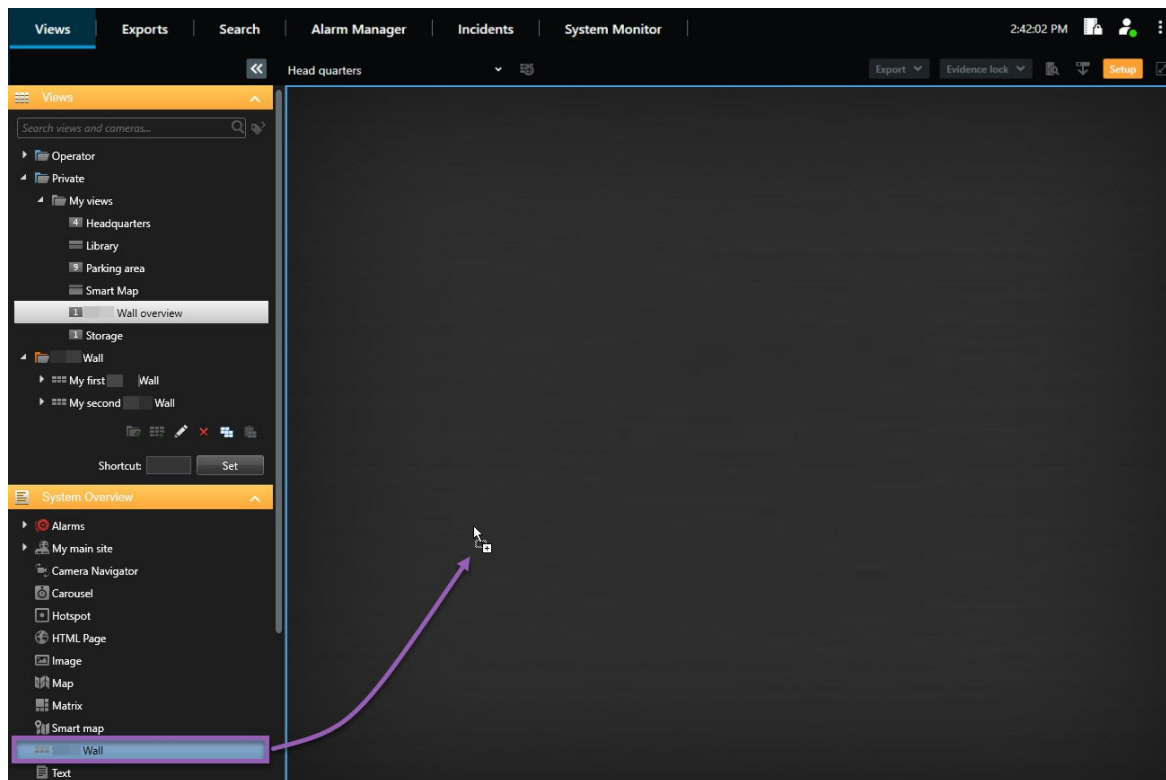 Views Exports Search Alarm Manager Incidents System Monitor 2:42:02 PM
Head quarters Export Evidence lock Setup
Views
Search views and cameras...
Operator
Private
My views
4 Headquarters
Library
9 Parking area
Smart Map
1 Wall overview
1 Storage
Wall
My first Wall
My second Wall
Shortcut: Set
System Overview
Alarms
My main site
Camera Navigator
Carousel
Hotspot
HTML Page
Image
Map
Matrix
Smart map
Wall
Text